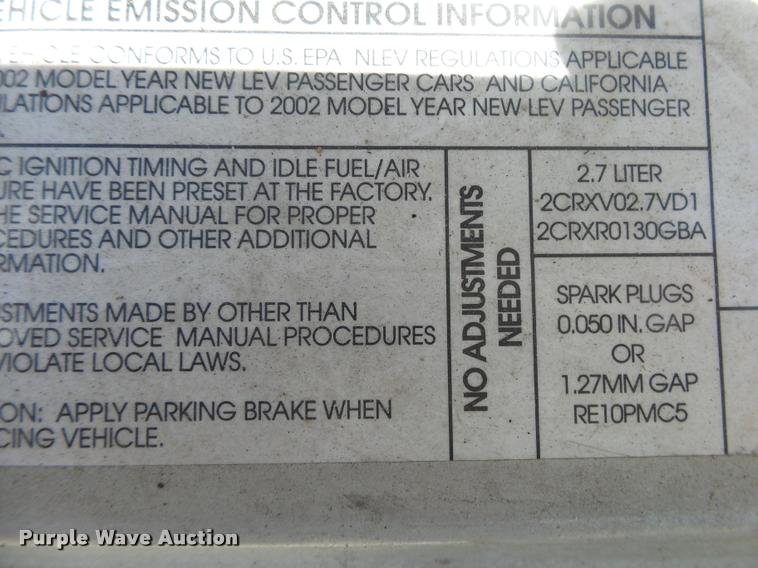 EHICLE EMISSION CONTROL INFORMATION
EHICLE CONFORMS TO U.S. EPA NLEV REGULATIONS APPLICABLE
002 MODEL YEAR NEW LEV PASSENGER CARS AND CALIFORNIA
ULATIONS APPLICABLE TO 2002 MODEL YEAR NEW LEV PASSENGER
C IGNITION TIMING AND IDLE FUEL/AIR
URE HAVE BEEN PRESET AT THE FACTORY.
HE SERVICE MANUAL FOR PROPER
CEDURES AND OTHER ADDITIONAL
RMATION.
USTMENTS MADE BY OTHER THAN
OVED SERVICE MANUAL PROCEDURES
VIOLATE LOCAL LAWS.
ON: APPLY PARKING BRAKE WHEN
CING VEHICLE.
NO ADJUSTMENTS
NEEDED
2.7 LITER
2CRXV02.7VD1
2CRXR0130GBA
SPARK PLUGS
0.050 IN. GAP
OR
1.27MM GAP
RE10PMC5
Purple Wave Auction